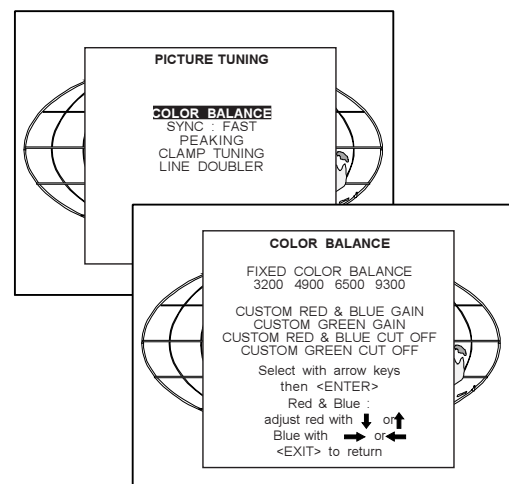 PICTURE TUNING
COLOR BALANCE
SYNC : FAST
PEAKING
CLAMP TUNING
LINE DOUBLER
COLOR BALANCE
FIXED COLOR BALANCE
3200 4900 6500 9300
CUSTOM RED & BLUE GAIN
CUSTOM GREEN GAIN
CUSTOM RED & BLUE CUT OFF
CUSTOM GREEN CUT OFF
Select with arrow keys
then <ENTER>
Red & Blue :
adjust red with ⬇ or⬆
Blue with ➡ or⬅
<EXIT> to return